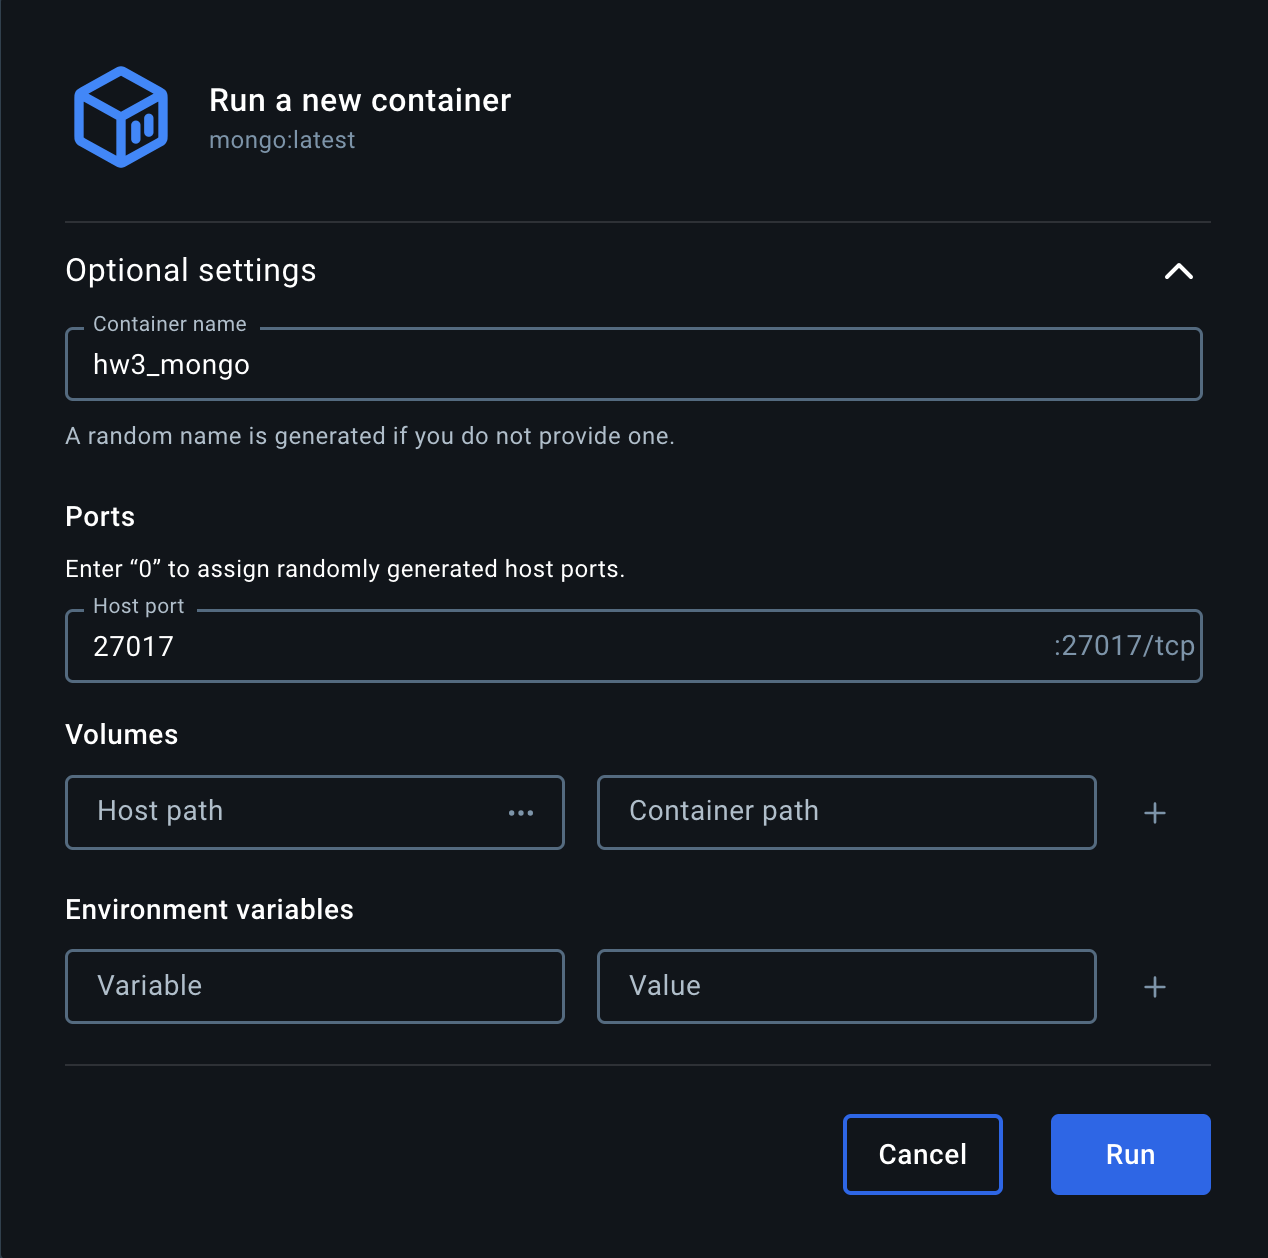 Run a new container
mongo:latest
Optional settings
Container name
hw3_mongo
A random name is generated if you do not provide one.
Ports
Enter “0” to assign randomly generated host ports.
Host port
27017 :27017/tcp
Volumes
Host path ••• Container path +
Environment variables
Variable Value +
Cancel Run